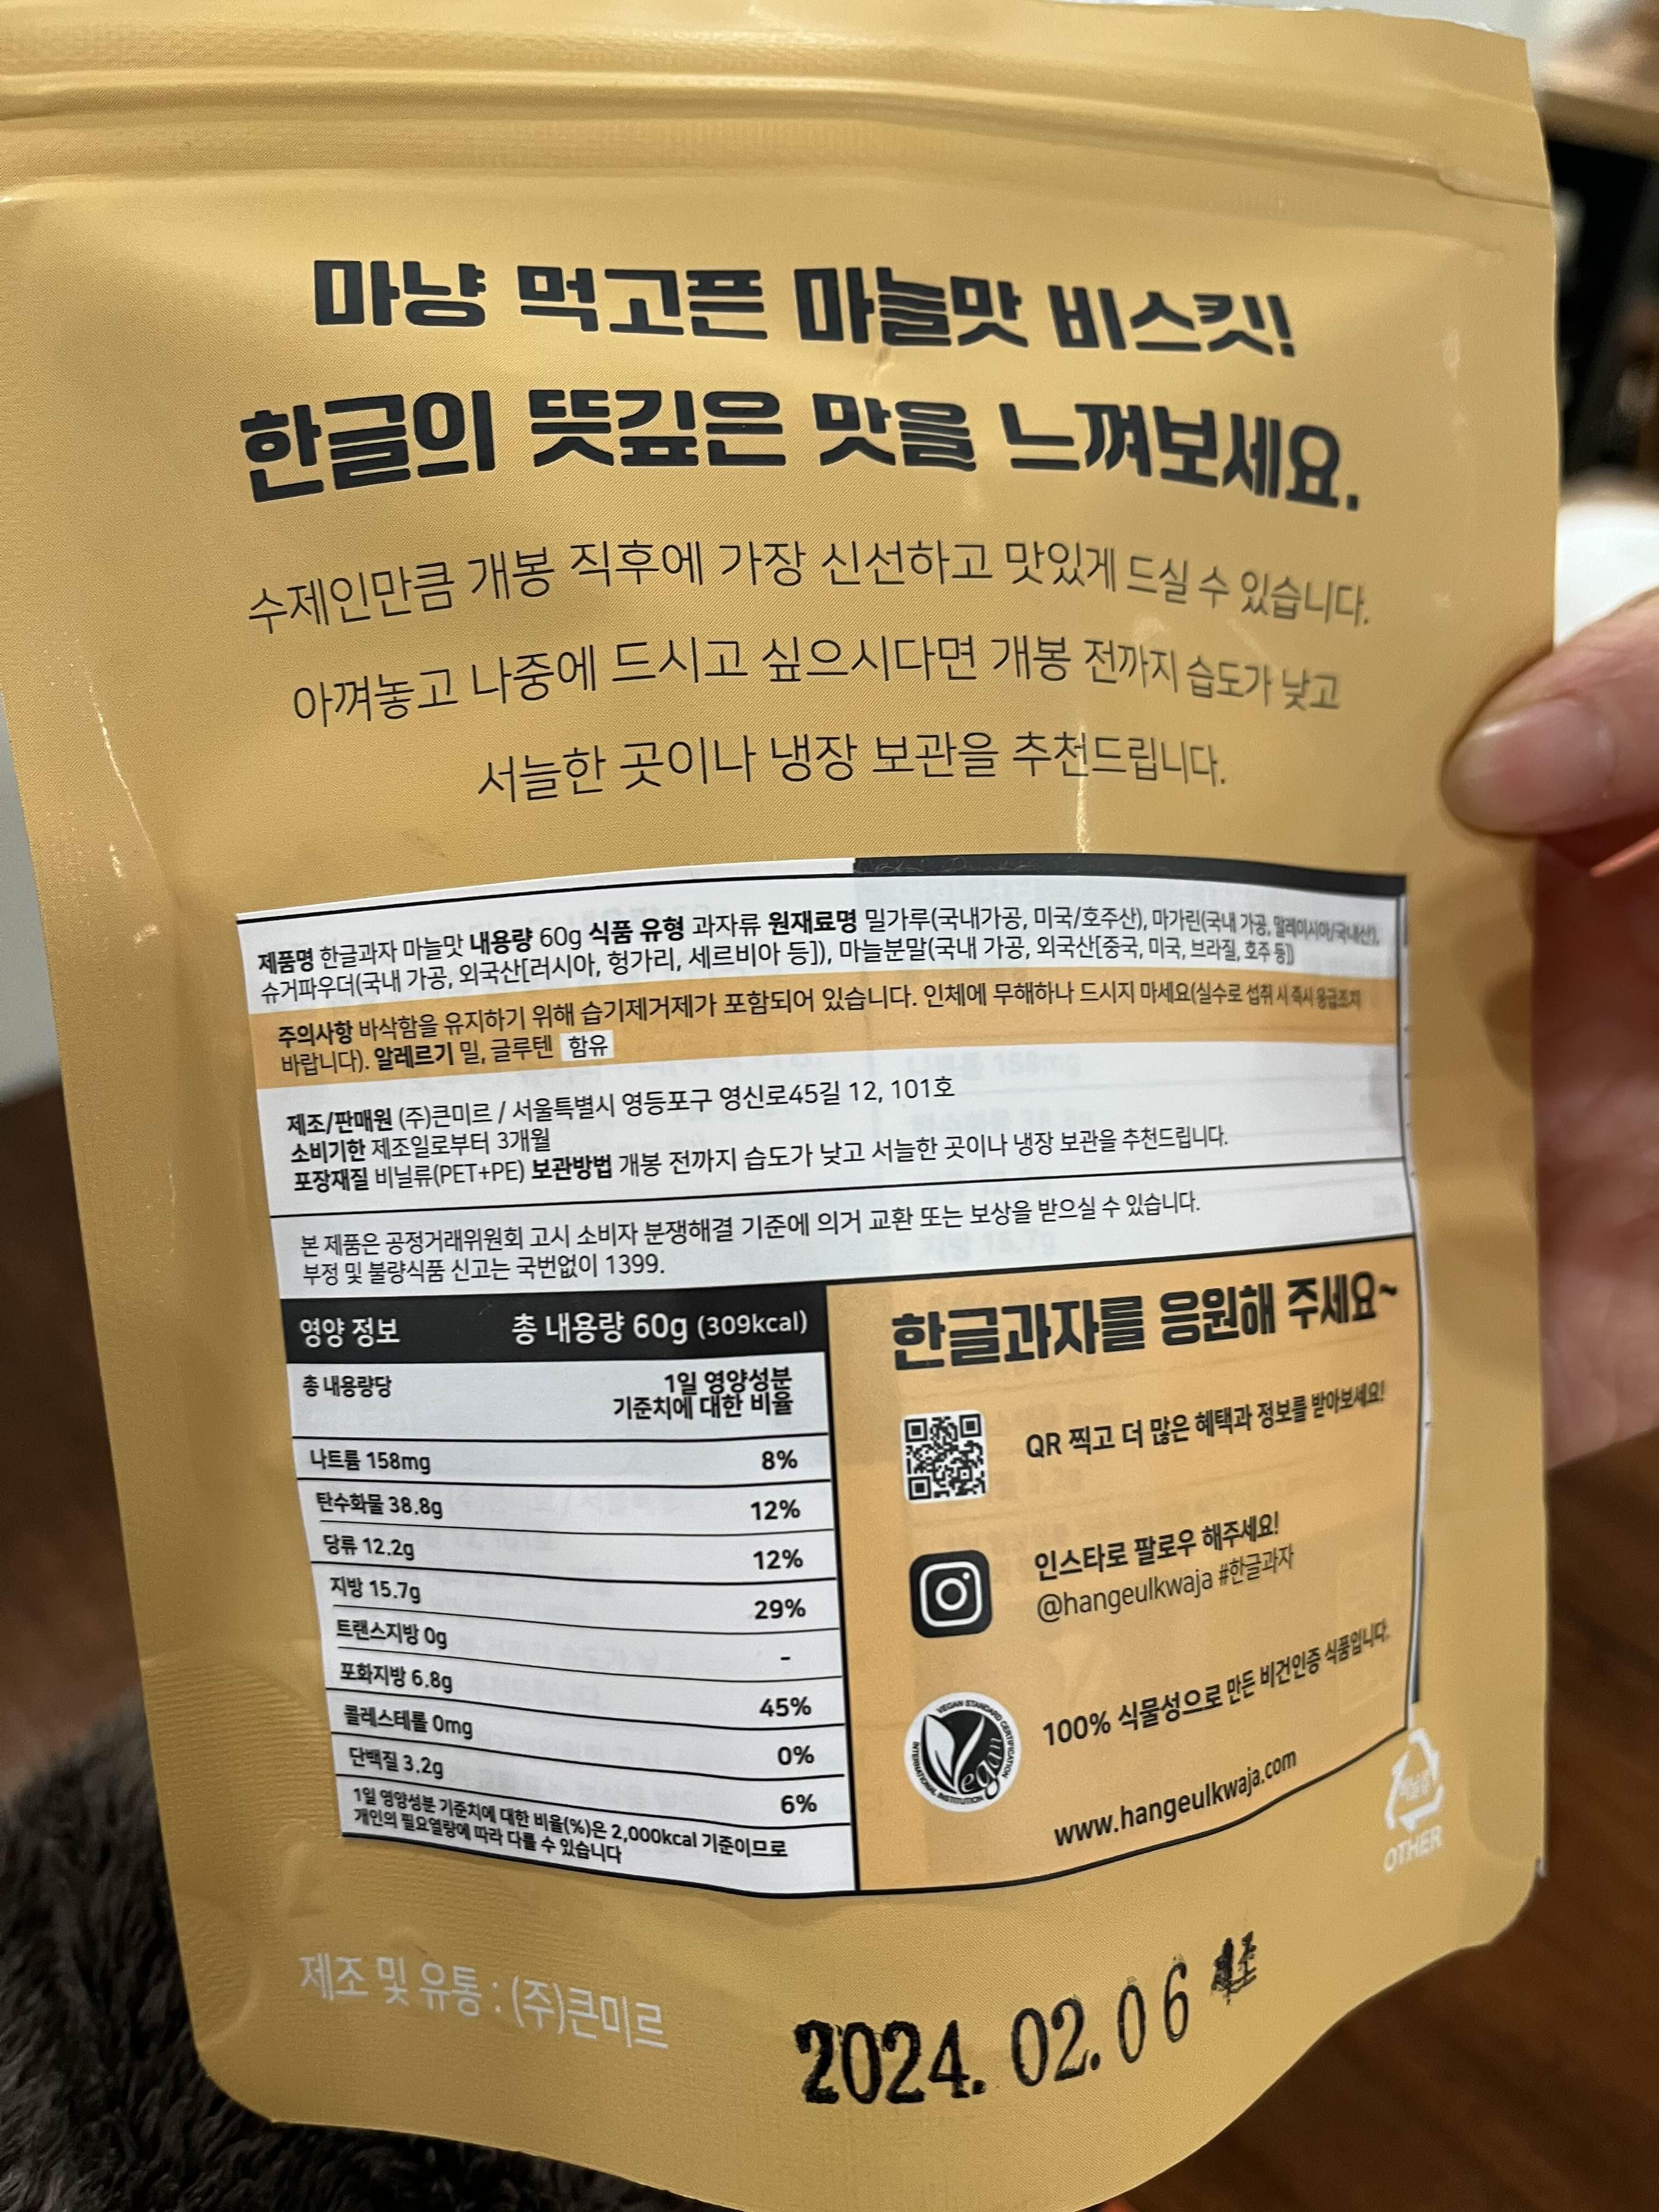 마냥 먹고픈 마늘맛 비스킷!
한글의 뜻깊은 맛을 느껴보세요.
수제인만큼 개봉 직후에 가장 신선하고 맛있게 드실 수 있습니다.
아껴놓고 나중에 드시고 싶으시다면 개봉 전까지 습도가 낮고
서늘한 곳이나 냉장 보관을 추천드립니다.
제품명 한글과자 마늘맛 내용량 60g 식품 유형 과자류 원재료명 밀가루(국내가공, 미국/호주산), 마가린(국내 가공, 말레이시아/국내산),
슈거파우더(국내 가공, 외국산[러시아, 헝가리, 세르비아 등]), 마늘분말(국내 가공, 외국산[중국, 미국, 브라질, 호주 등])
주의사항 바삭함을 유지하기 위해 습기제거제가 포함되어 있습니다. 인체에 무해하나 드시지 마세요(실수로 섭취 시 즉시 응급조치
바랍니다). 알레르기 밀, 글루텐 함유
제조/판매원 (주)큰미르 / 서울특별시 영등포구 영신로45길 12, 101호
소비기한 제조일로부터 3개월
포장재질 비닐류(PET+PE) 보관방법 개봉 전까지 습도가 낮고 서늘한 곳이나 냉장 보관을 추천드립니다.
본 제품은 공정거래위원회 고시 소비자 분쟁해결 기준에 의거 교환 또는 보상을 받으실 수 있습니다.
부정 및 불량식품 신고는 국번없이 1399.
영양 정보 총 내용량 60g (309kcal)
총 내용량당 1일 영양성분
기준치에 대한 비율
나트륨 158mg 8%
탄수화물 38.8g 12%
당류 12.2g 12%
지방 15.7g 29%
트랜스지방 0g -
포화지방 6.8g 45%
콜레스테롤 0mg 0%
단백질 3.2g 6%
1일 영양성분 기준치에 대한 비율(%)은 2,000kcal 기준이므로
개인의 필요열량에 따라 다를 수 있습니다
한글과자를 응원해 주세요~
QR 찍고 더 많은 혜택과 정보를 받아보세요!
인스타로 팔로우 해주세요!
@hangeulkwaja #한글과자
VEGAN STANDARD CERTIFICATION
Vegan
INTERNATIONAL INSTITUTION
100% 식물성으로 만든 비건인증 식품입니다.
www.hangeulkwaja.com
비닐류
OTHER
제조 및 유통 : (주)큰미르
2024.02.06